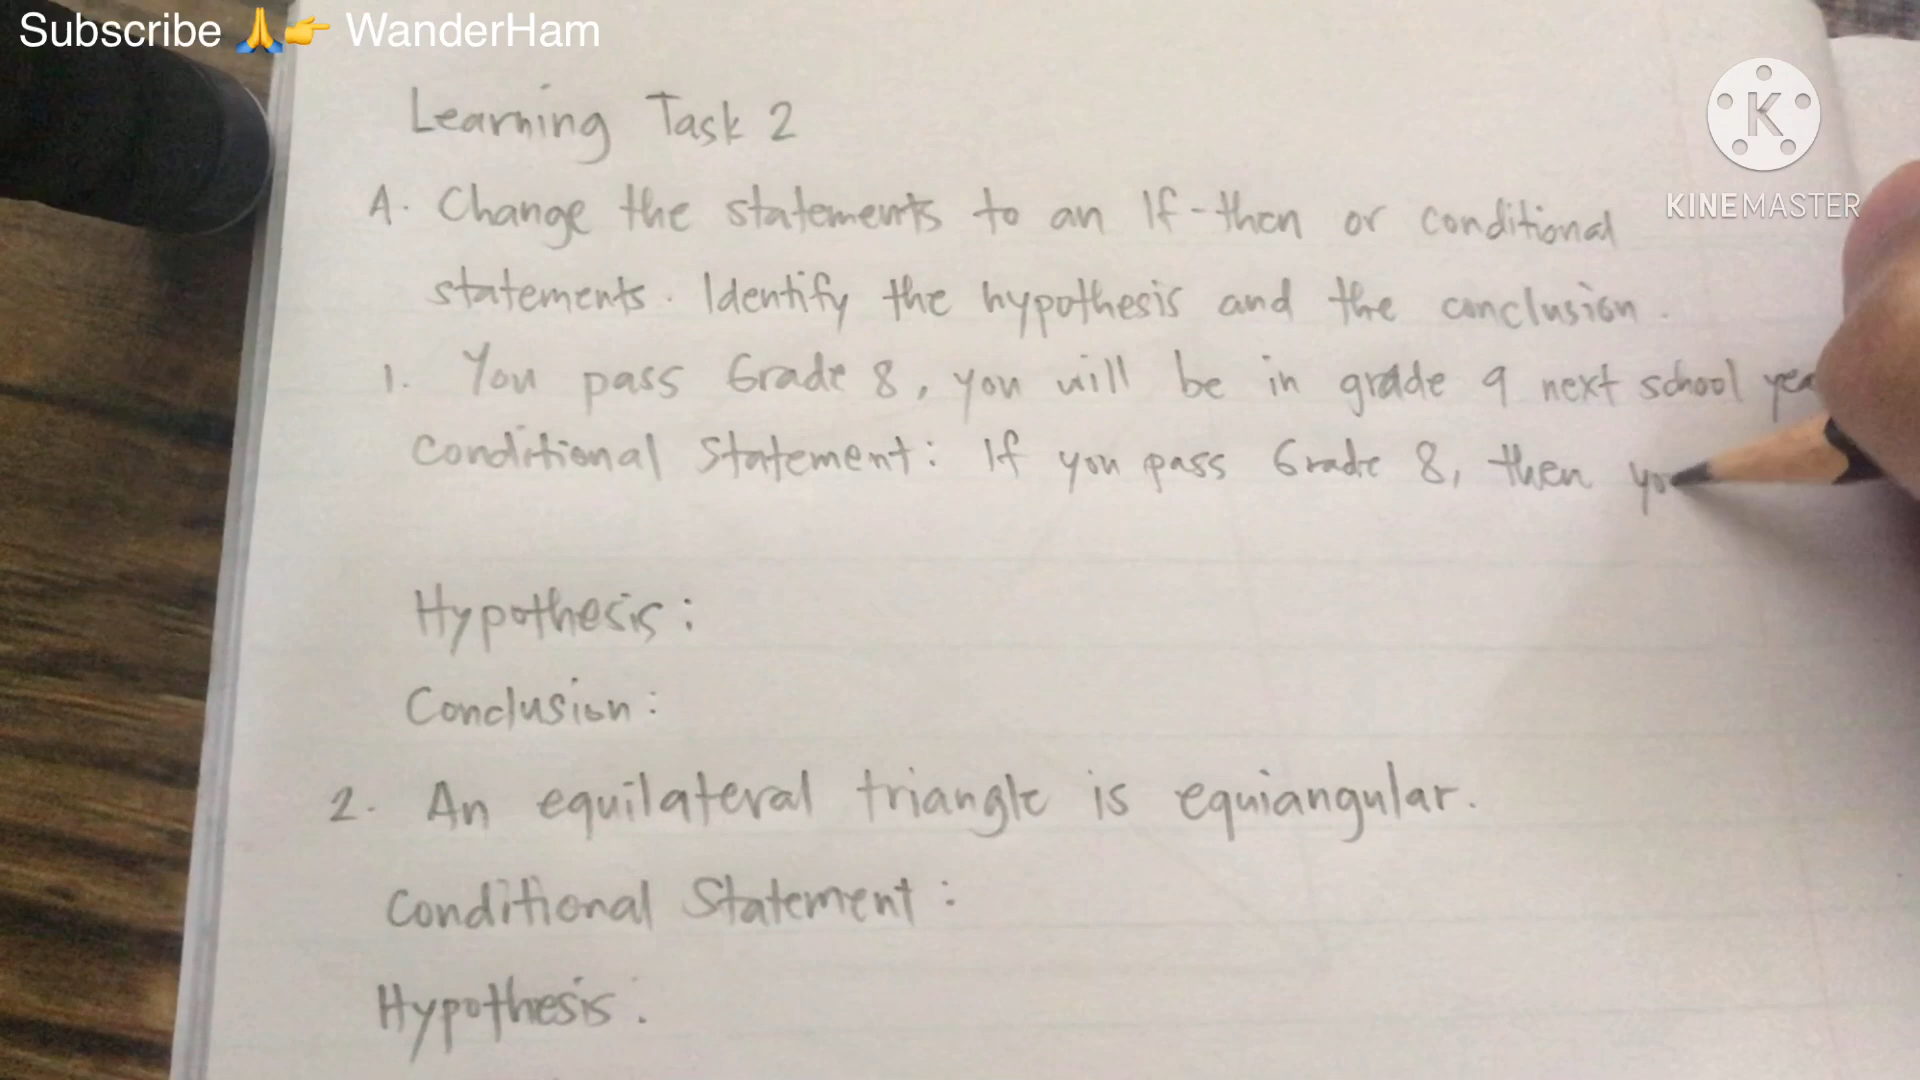 Subscribe 🙏👉 WanderHam
KINEMASTER
Learning Task 2
A. Change the statements to an If-then or conditional
statements. Identify the hypothesis and the conclusion.
1. You pass Grade 8, you will be in grade 9 next school yea
Conditional Statement: If you pass Grade 8, then yo
Hypothesis:
Conclusion:
2. An equilateral triangle is equiangular.
Conditional Statement:
Hypothesis: